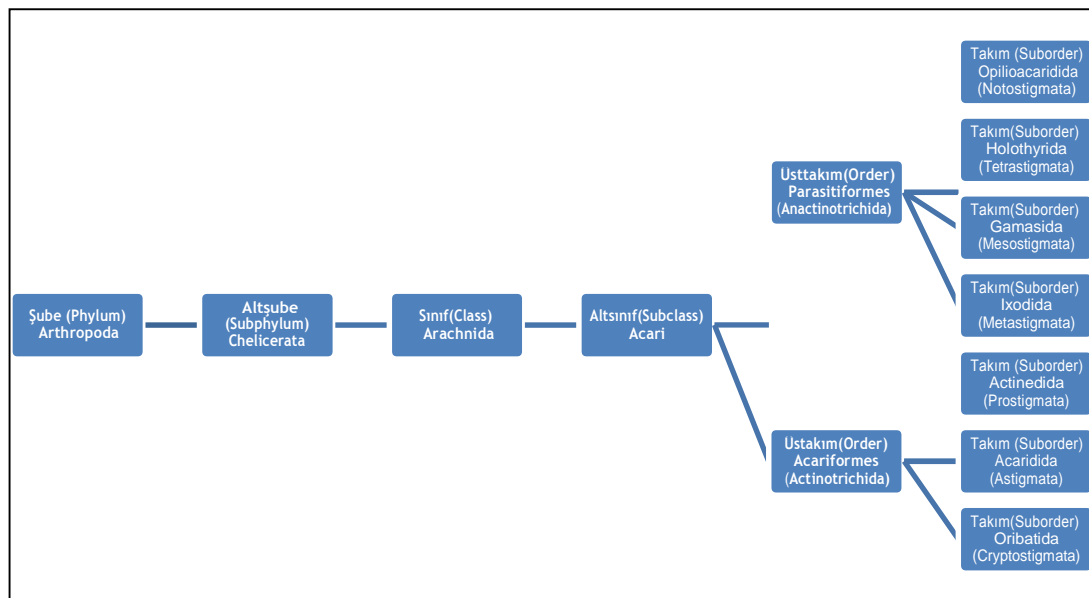 Şube (Phylum)
Arthropoda
Altşube
(Subphylum)
Chelicerata
Sınıf(Class)
Arachnida
Altsınıf(Subclass)
Acari
Üsttakım(Order)
Parasitiformes
(Anactinotrichida)
Takım (Suborder)
Opilioacaridida
(Notostigmata)
Takım(Suborder)
Holothyrida
(Tetrastigmata)
Takım(Suborder)
Gamasida
(Mesostigmata)
Takım(Suborder)
Ixodida
(Metastigmata)
Üstakım(Order)
Acariformes
(Actinotrichida)
Takım (Suborder)
Actinedida
(Prostigmata)
Takım (Suborder)
Acaridida
(Astigmata)
Takım(Suborder)
Oribatida
(Cryptostigmata)